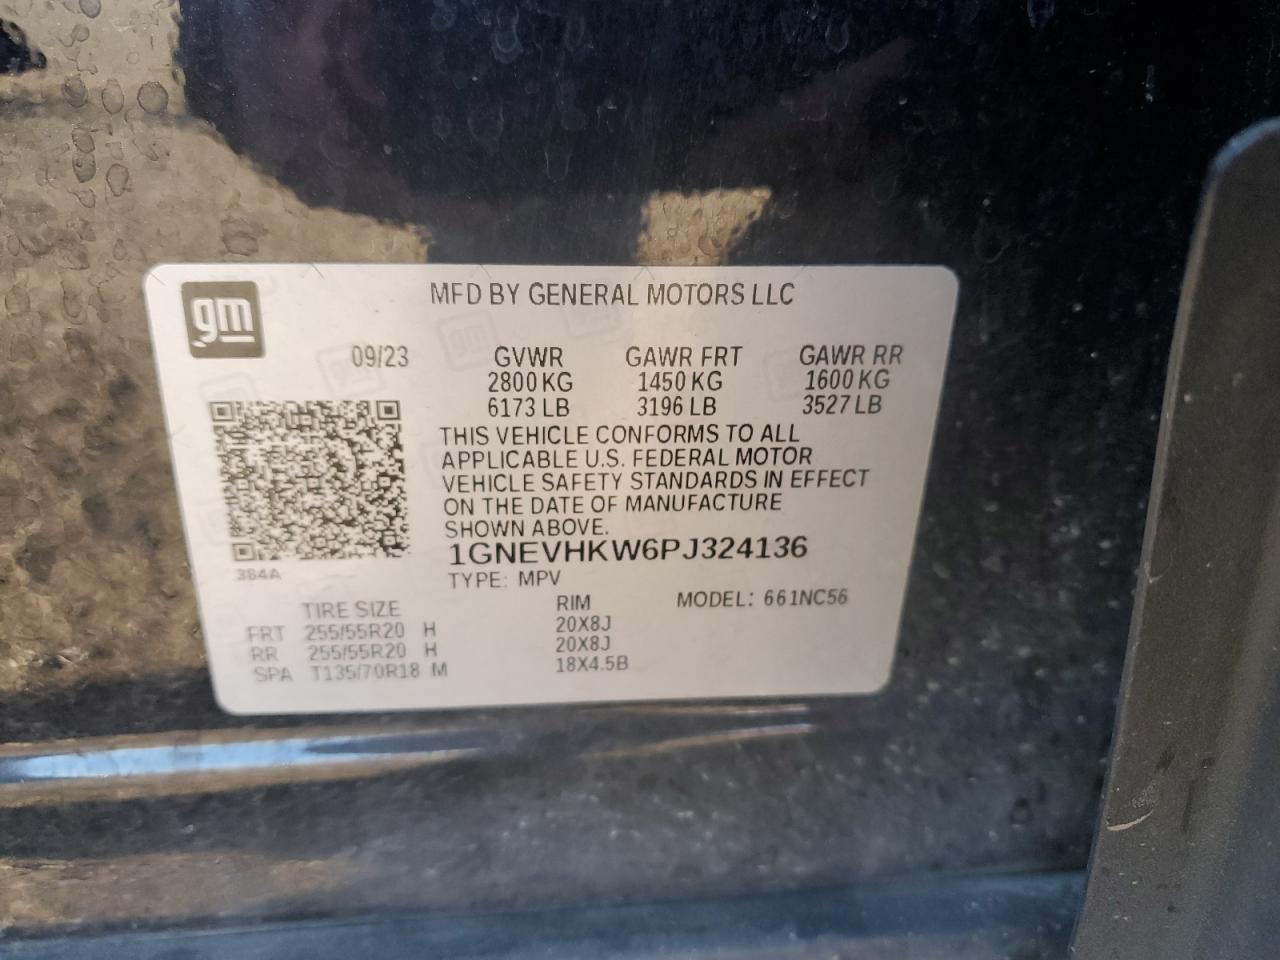 gm
MFD BY GENERAL MOTORS LLC
09/23 GVWR GAWR FRT GAWR RR
2800 KG 1450 KG 1600 KG
6173 LB 3196 LB 3527 LB
THIS VEHICLE CONFORMS TO ALL
APPLICABLE U.S. FEDERAL MOTOR
VEHICLE SAFETY STANDARDS IN EFFECT
ON THE DATE OF MANUFACTURE
SHOWN ABOVE.
1GNEVHKW6PJ324136
384A
TYPE: MPV
TIRE SIZE RIM MODEL: 661NC56
FRT 255/55R20 H 20X8J
RR 255/55R20 H 20X8J
SPA T135/70R18 M 18X4.5B